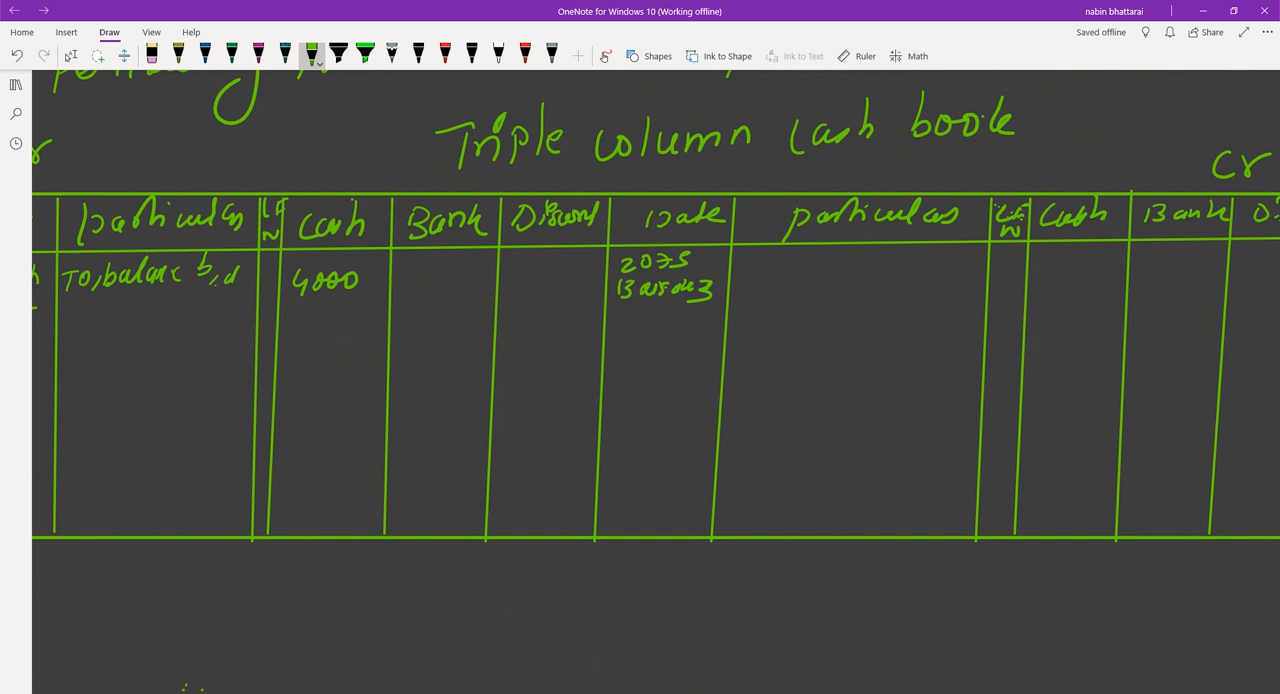 OneNote for Windows 10 (Working offline)
nabin bhattarai
Home Insert Draw View Help
Saved offline Share
Shapes Ink to Shape Ink to Text Ruler Math
Triple column cash book
Cr
particulars LF N Cash Bank Discount Date particulars LF N Cash Bank
To, balance b,d 4000 2075